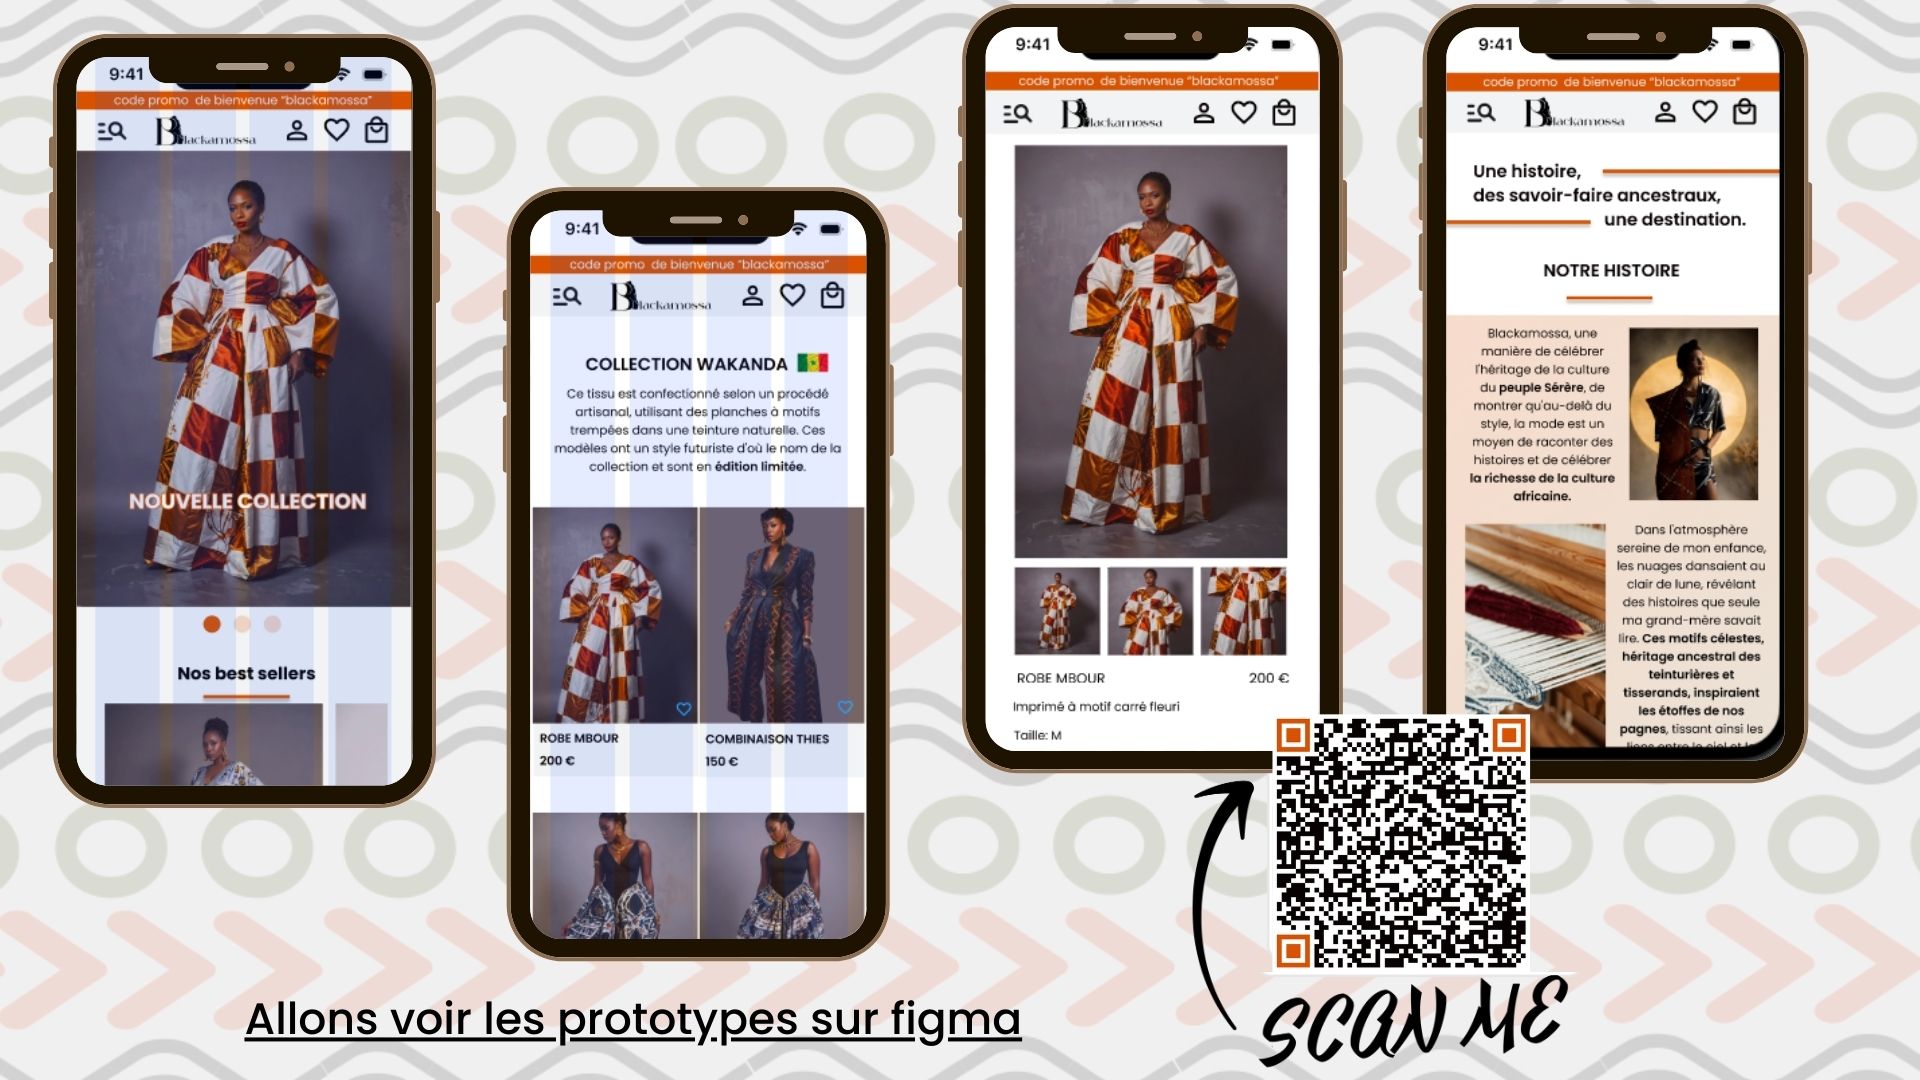 9:41
code promo de bienvenue "blackamossa"
Blackamossa
NOUVELLE COLLECTION
Nos best sellers
9:41
code promo de bienvenue "blackamossa"
Blackamossa
COLLECTION WAKANDA
Ce tissu est confectionné selon un procédé
artisanal, utilisant des planches à motifs
trempées dans une teinture naturelle. Ces
modèles ont un style futuriste d'où le nom de la
collection et sont en édition limitée.
ROBE MBOUR
200 €
COMBINAISON THIES
150 €
9:41
code promo de bienvenue "blackamossa"
Blackamossa
ROBE MBOUR 200 €
Imprimé à motif carré fleuri
Taille: M
9:41
code promo de bienvenue "blackamossa"
Blackamossa
Une histoire,
des savoir-faire ancestraux,
une destination.
NOTRE HISTOIRE
Blackamossa, une
manière de célébrer
l'héritage de la culture
du peuple Sérère, de
montrer qu'au-delà du
style, la mode est un
moyen de raconter des
histoires et de célébrer
la richesse de la culture
africaine.
Dans l'atmosphère
sereine de mon enfance,
les nuages dansaient au
clair de lune, révélant
des histoires que seule
ma grand-mère savait
lire. Ces motifs célestes,
héritage ancestral des
teinturières et
tisserands, inspiraient
les étoffes de nos
pagnes, tissant ainsi les
liens entre le ciel et la
Allons voir les prototypes sur figma
SCAN ME